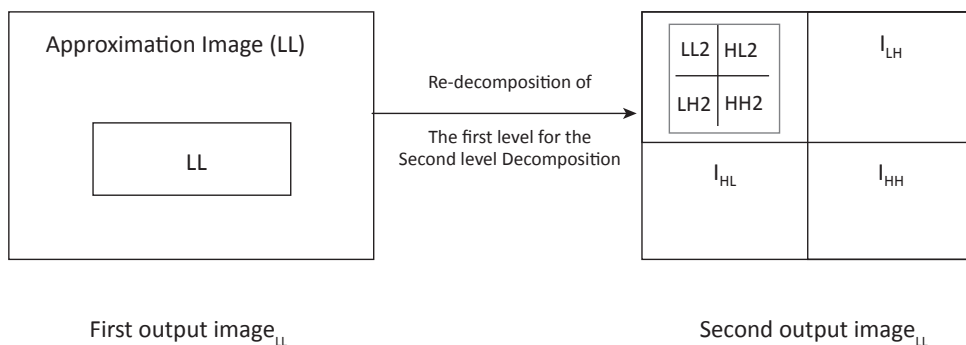 Approximation Image (LL)
LL
Re-decomposition of
The first level for the
Second level Decomposition
LL2 HL2
LH2 HH2
I_LH
I_HL
I_HH
First output image_LL
Second output image_LL